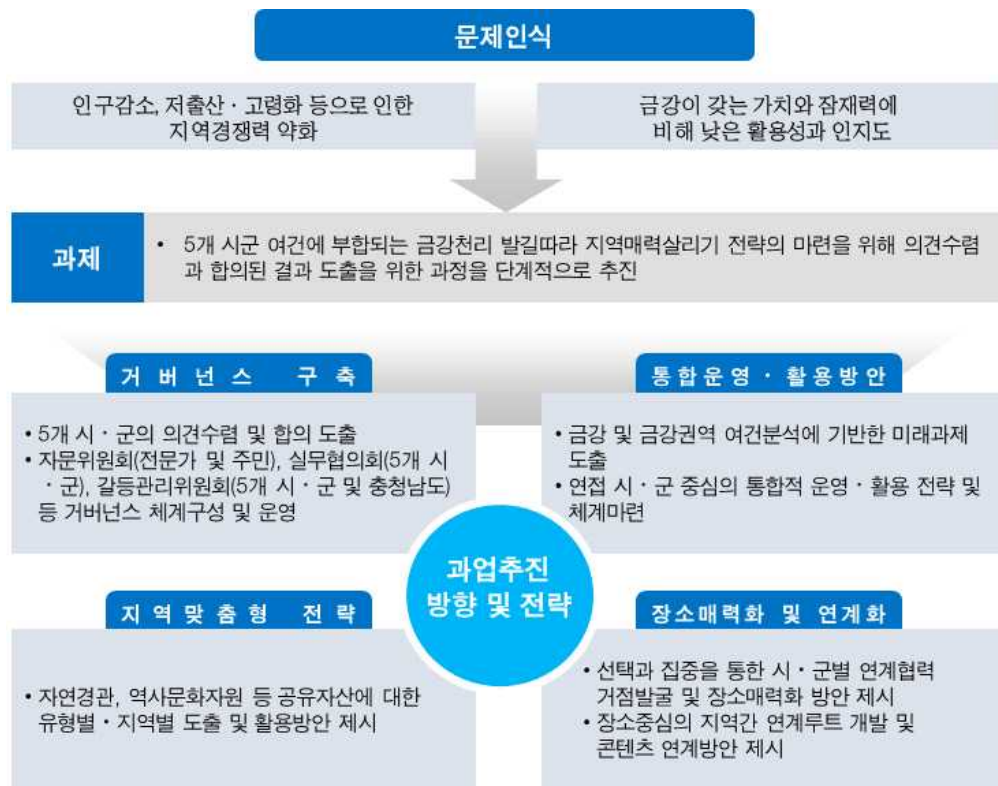 문제인식
인구감소, 저출산 · 고령화 등으로 인한
지역경쟁력 약화
금강이 갖는 가치와 잠재력에
비해 낮은 활용성과 인지도
과제
• 5개 시군 여건에 부합되는 금강천리 발길따라 지역매력살리기 전략의 마련을 위해 의견수렴
과 합의된 결과 도출을 위한 과정을 단계적으로 추진
거버넌스 구축
• 5개 시 · 군의 의견수렴 및 합의 도출
• 자문위원회(전문가 및 주민), 실무협의회(5개 시
· 군), 갈등관리위원회(5개 시 · 군 및 충청남도)
등 거버넌스 체계구성 및 운영
통합운영 · 활용방안
• 금강 및 금강권역 여건분석에 기반한 미래과제
도출
• 연접 시 · 군 중심의 통합적 운영 · 활용 전략 및
체계마련
과업추진
방향 및 전략
지역맞춤형 전략
• 자연경관, 역사문화자원 등 공유자산에 대한
유형별 · 지역별 도출 및 활용방안 제시
장소매력화 및 연계화
• 선택과 집중을 통한 시 · 군별 연계협력
거점발굴 및 장소매력화 방안 제시
• 장소중심의 지역간 연계루트 개발 및
콘텐츠 연계방안 제시